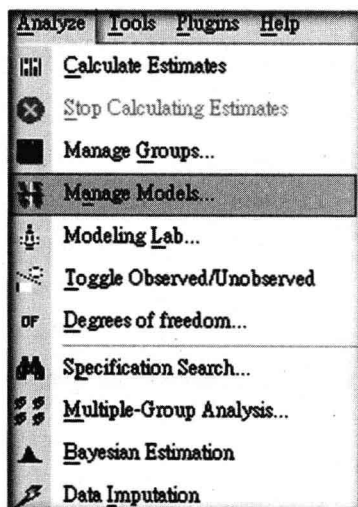 Analyze Tools Plugins Help
Calculate Estimates
Stop Calculating Estimates
Manage Groups...
Manage Models...
Modeling Lab...
Toggle Observed/Unobserved
DF Degrees of freedom...
Specification Search...
Multiple-Group Analysis...
Bayesian Estimation
Data Imputation